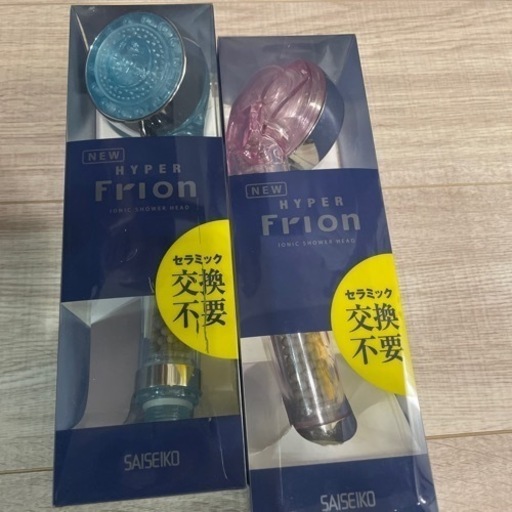 NEW
HYPER
Frion
IONIC SHOWER HEAD
セラミック
交換
不要
SAISEIKO
NEW
HYPER
Frion
IONIC SHOWER HEAD
セラミック
交換
不要
SAISEIKO